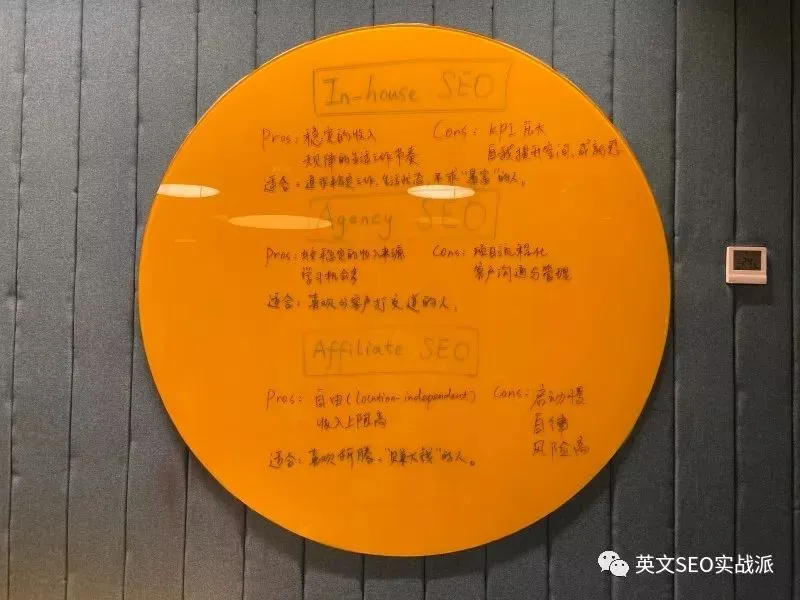 In-house SEO
Pros: 稳定的收入 Cons: KPI 压力
规律的生活工作节奏 自我提升空间、成就感
适合: 追求稳定工作、生活状态、不求"暴富"的人。
Agency SEO
Pros: 稳定的收入来源 Cons: 项目流程化
学习机会多 客户沟通与管理
适合: 喜欢与客户打交道的人。
Affiliate SEO
Pros: 自由(location-independent) Cons: 启动慢
收入上限高 自律
风险高
适合: 喜欢折腾、"赚大钱"的人。
英文SEO实战派